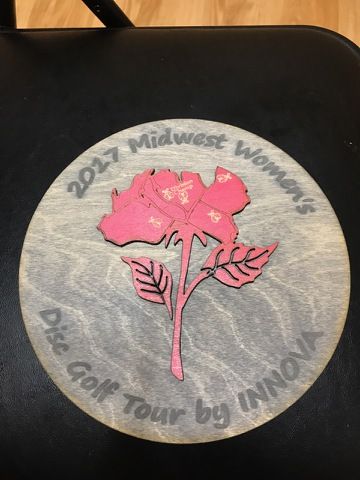 2017 Midwest Women's
Disc Golf Tour by INNOVA